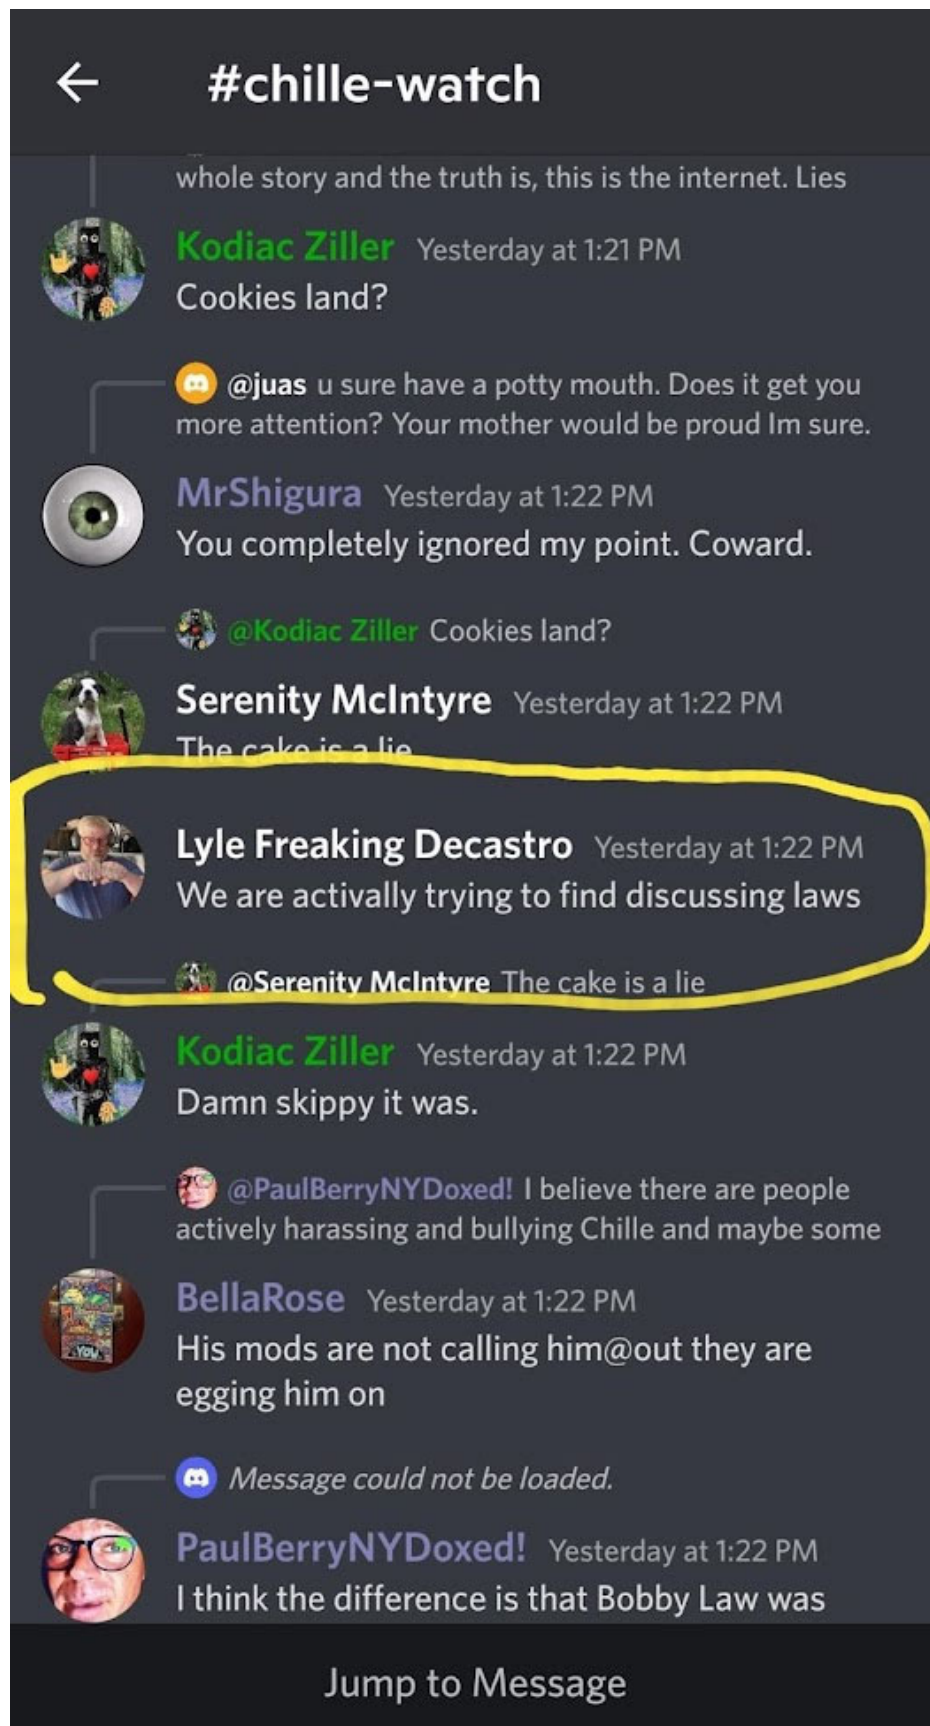 #chille-watch
whole story and the truth is, this is the internet. Lies
Kodiac Ziller Yesterday at 1:21 PM
Cookies land?
@juas u sure have a potty mouth. Does it get you
more attention? Your mother would be proud Im sure.
MrShigura Yesterday at 1:22 PM
You completely ignored my point. Coward.
@Kodiac Ziller Cookies land?
Serenity McIntyre Yesterday at 1:22 PM
The cake is a lie
Lyle Freaking Decastro Yesterday at 1:22 PM
We are activally trying to find discussing laws
@Serenity McIntyre The cake is a lie
Kodiac Ziller Yesterday at 1:22 PM
Damn skippy it was.
@PaulBerryNYDoxed! I believe there are people
actively harassing and bullying Chille and maybe some
BellaRose Yesterday at 1:22 PM
YOU
His mods are not calling him@out they are
egging him on
Message could not be loaded.
PaulBerryNYDoxed! Yesterday at 1:22 PM
I think the difference is that Bobby Law was
Jump to Message